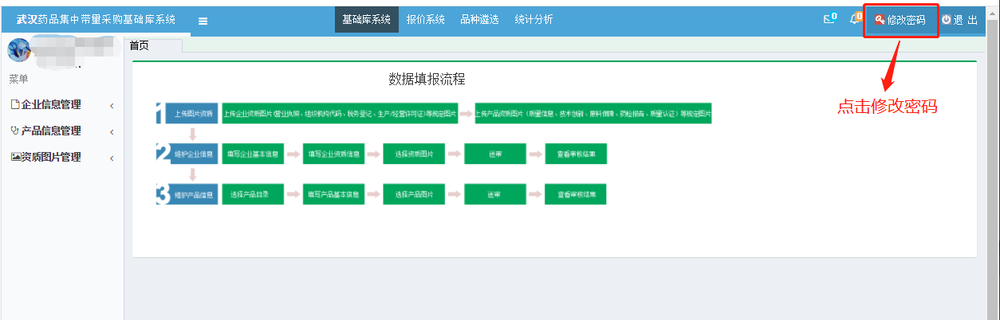 武汉药品集中带量采购基础库系统
基础库系统 报价系统 品种遴选 统计分析
0 0 修改密码 退 出
首页
菜单
企业信息管理
产品信息管理
资质图片管理
数据填报流程
1 上传图片资质 上传企业资质图片(营业执照、组织机构代码、税务登记、生产/经营许可证)等规定图片 上传产品资质图片（质量信息、技术创新、原料保障、药检报告、质量认证）等规定图片
2 维护企业信息 填写企业基本信息 填写企业资质信息 选择资质图片 送审 查看审核结果
3 维护产品信息 选择产品目录 填写产品基本信息 选择产品图片 送审 查看审核结果
点击修改密码